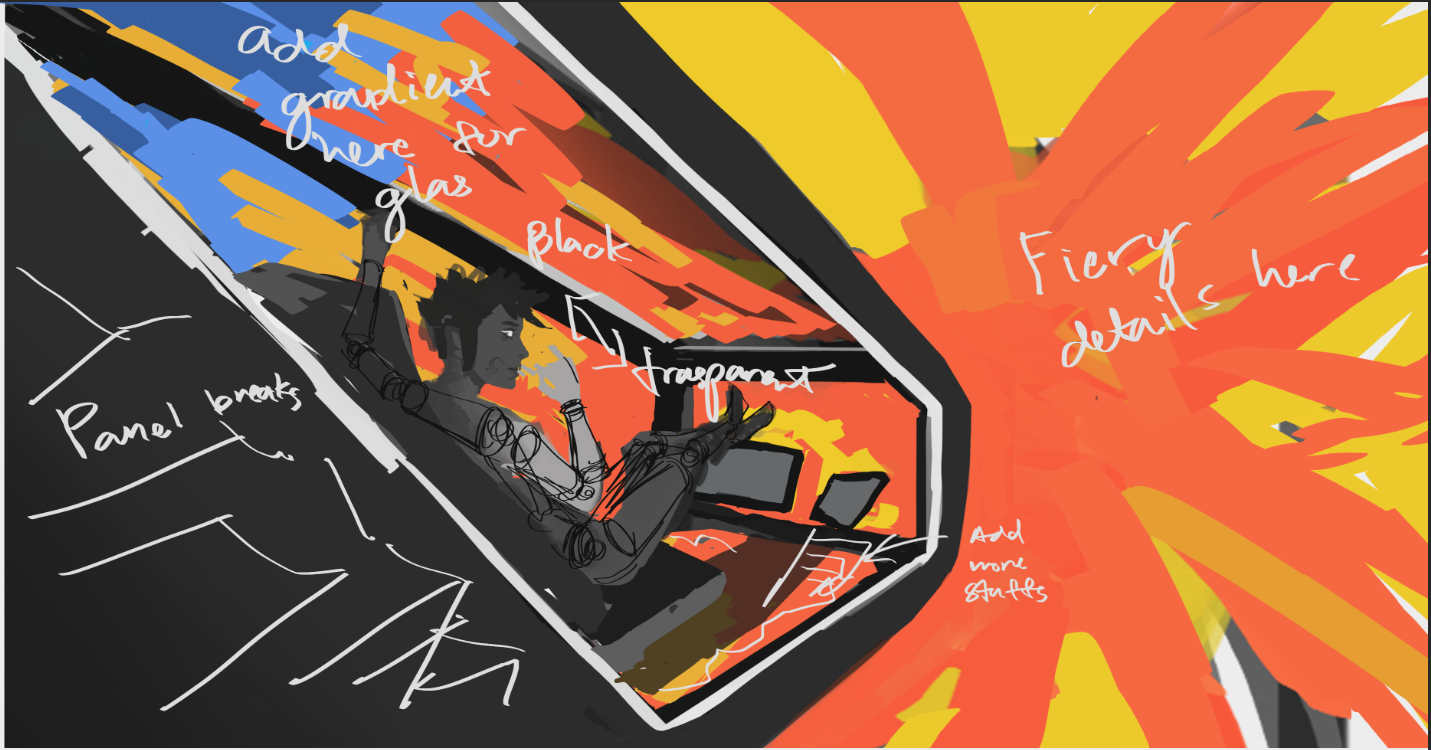 add
gradient
here for
glas
Black
trasparent
Fiery
details here
Panel breaks
Add
more
stuffs